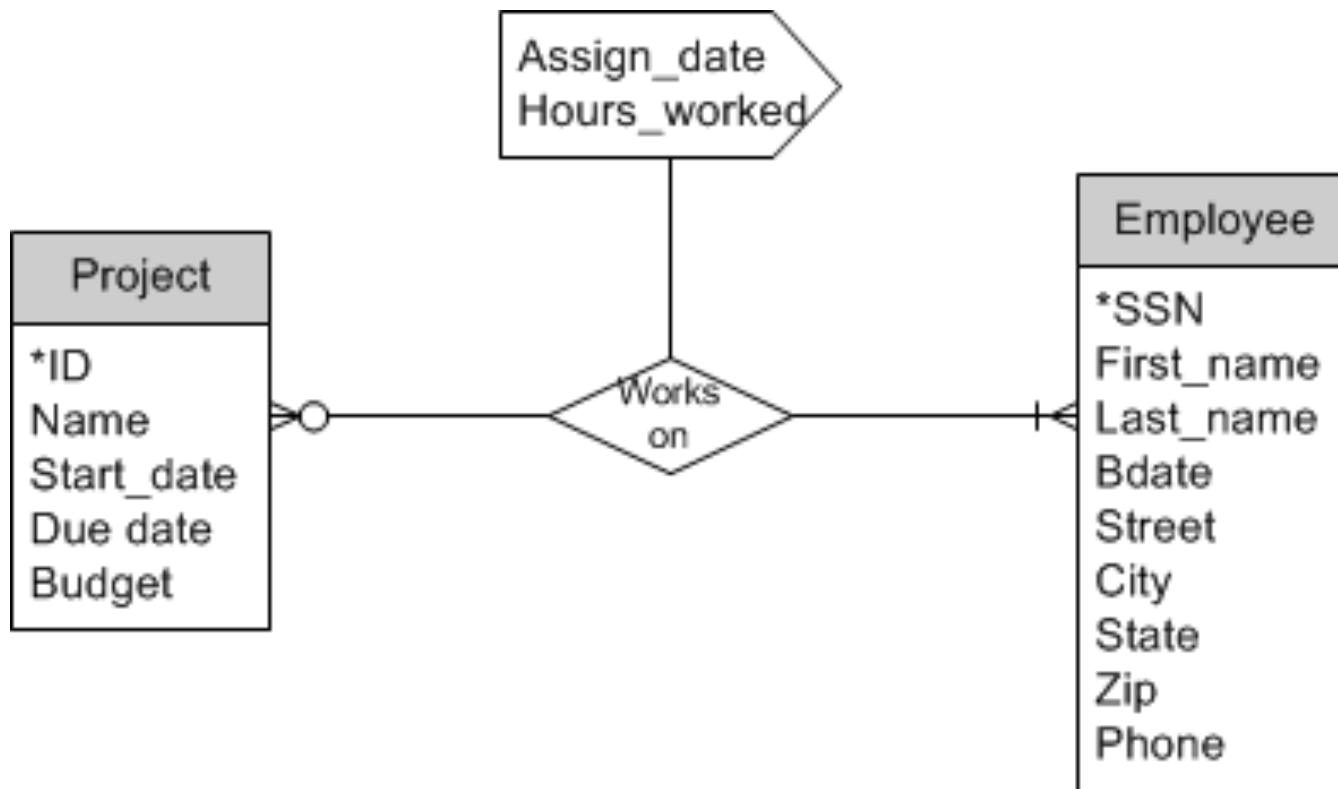 Assign_date
Hours_worked
Project
*ID
Name
Start_date
Due date
Budget
Works
on
Employee
*SSN
First_name
Last_name
Bdate
Street
City
State
Zip
Phone